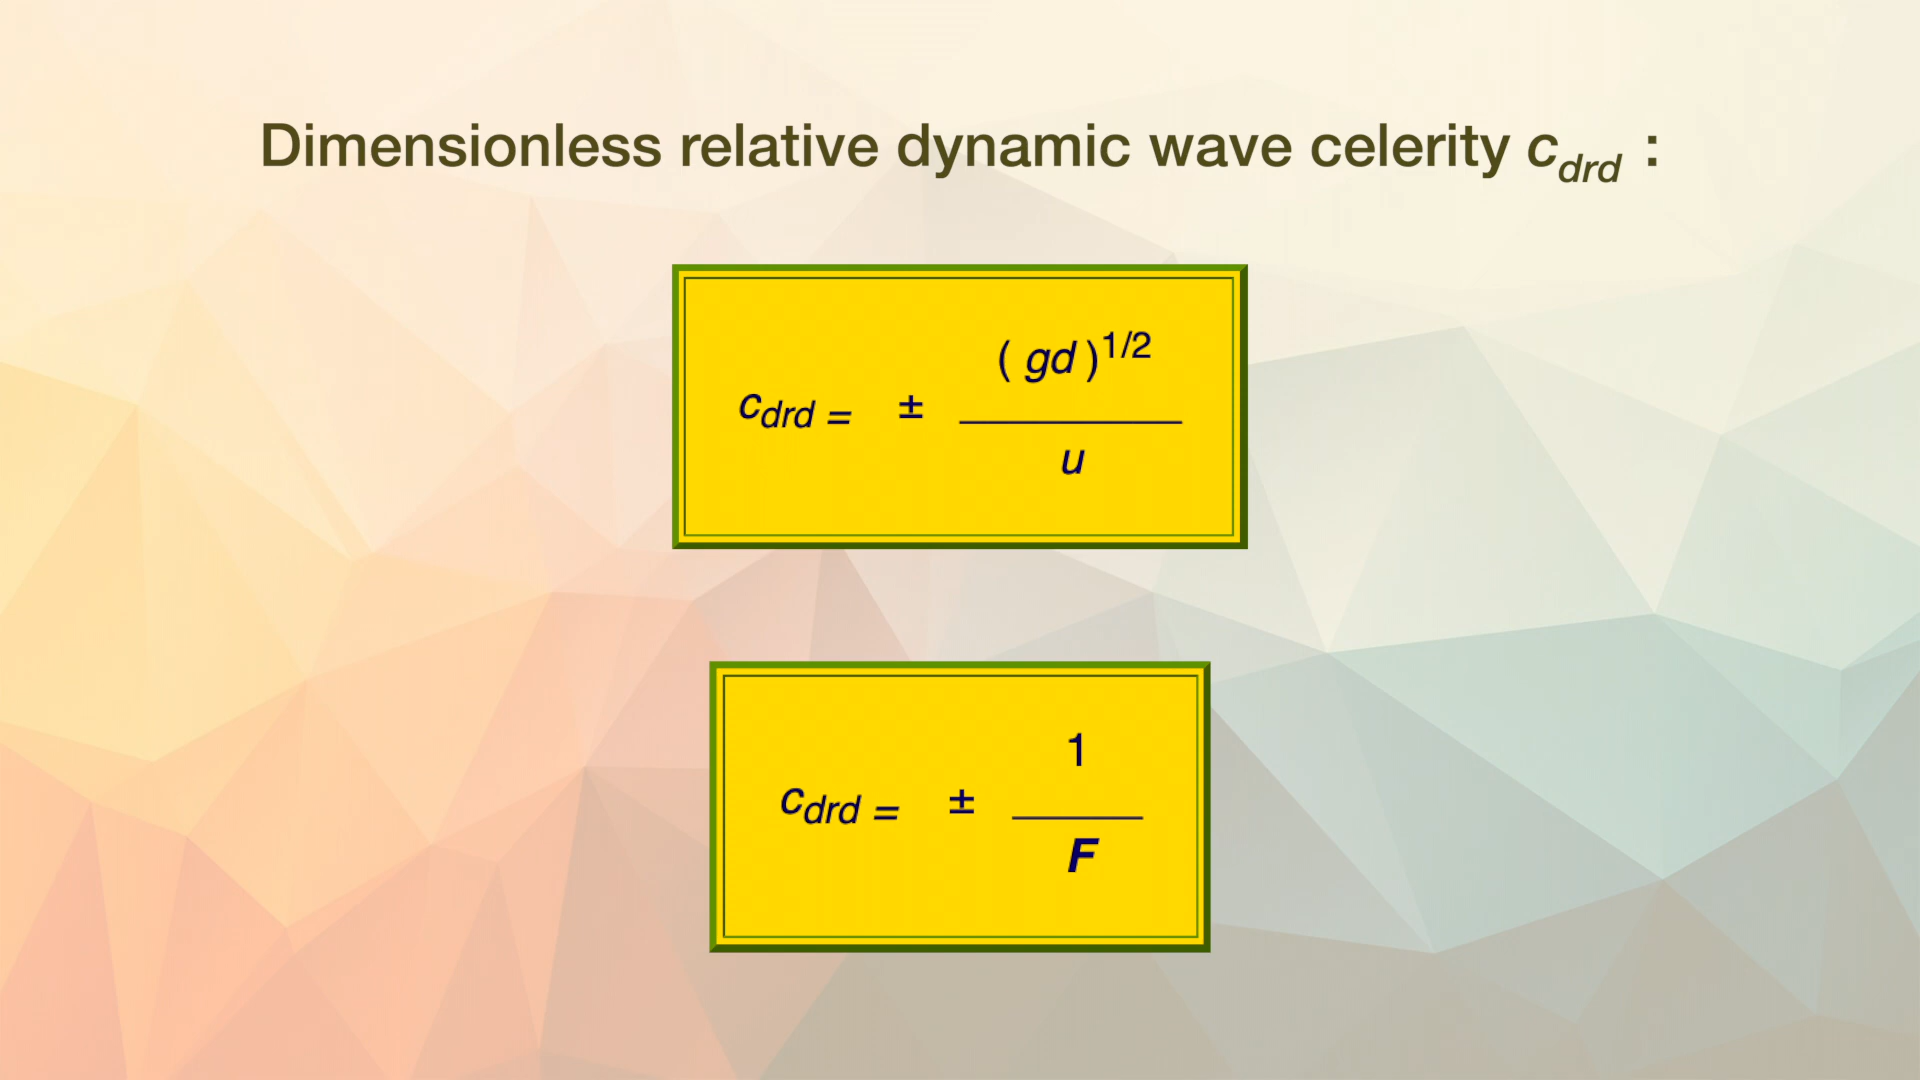 Dimensionless relative dynamic wave celerity c_drd :
c_drd = ± (gd)^1/2 / u
c_drd = ± 1 / F